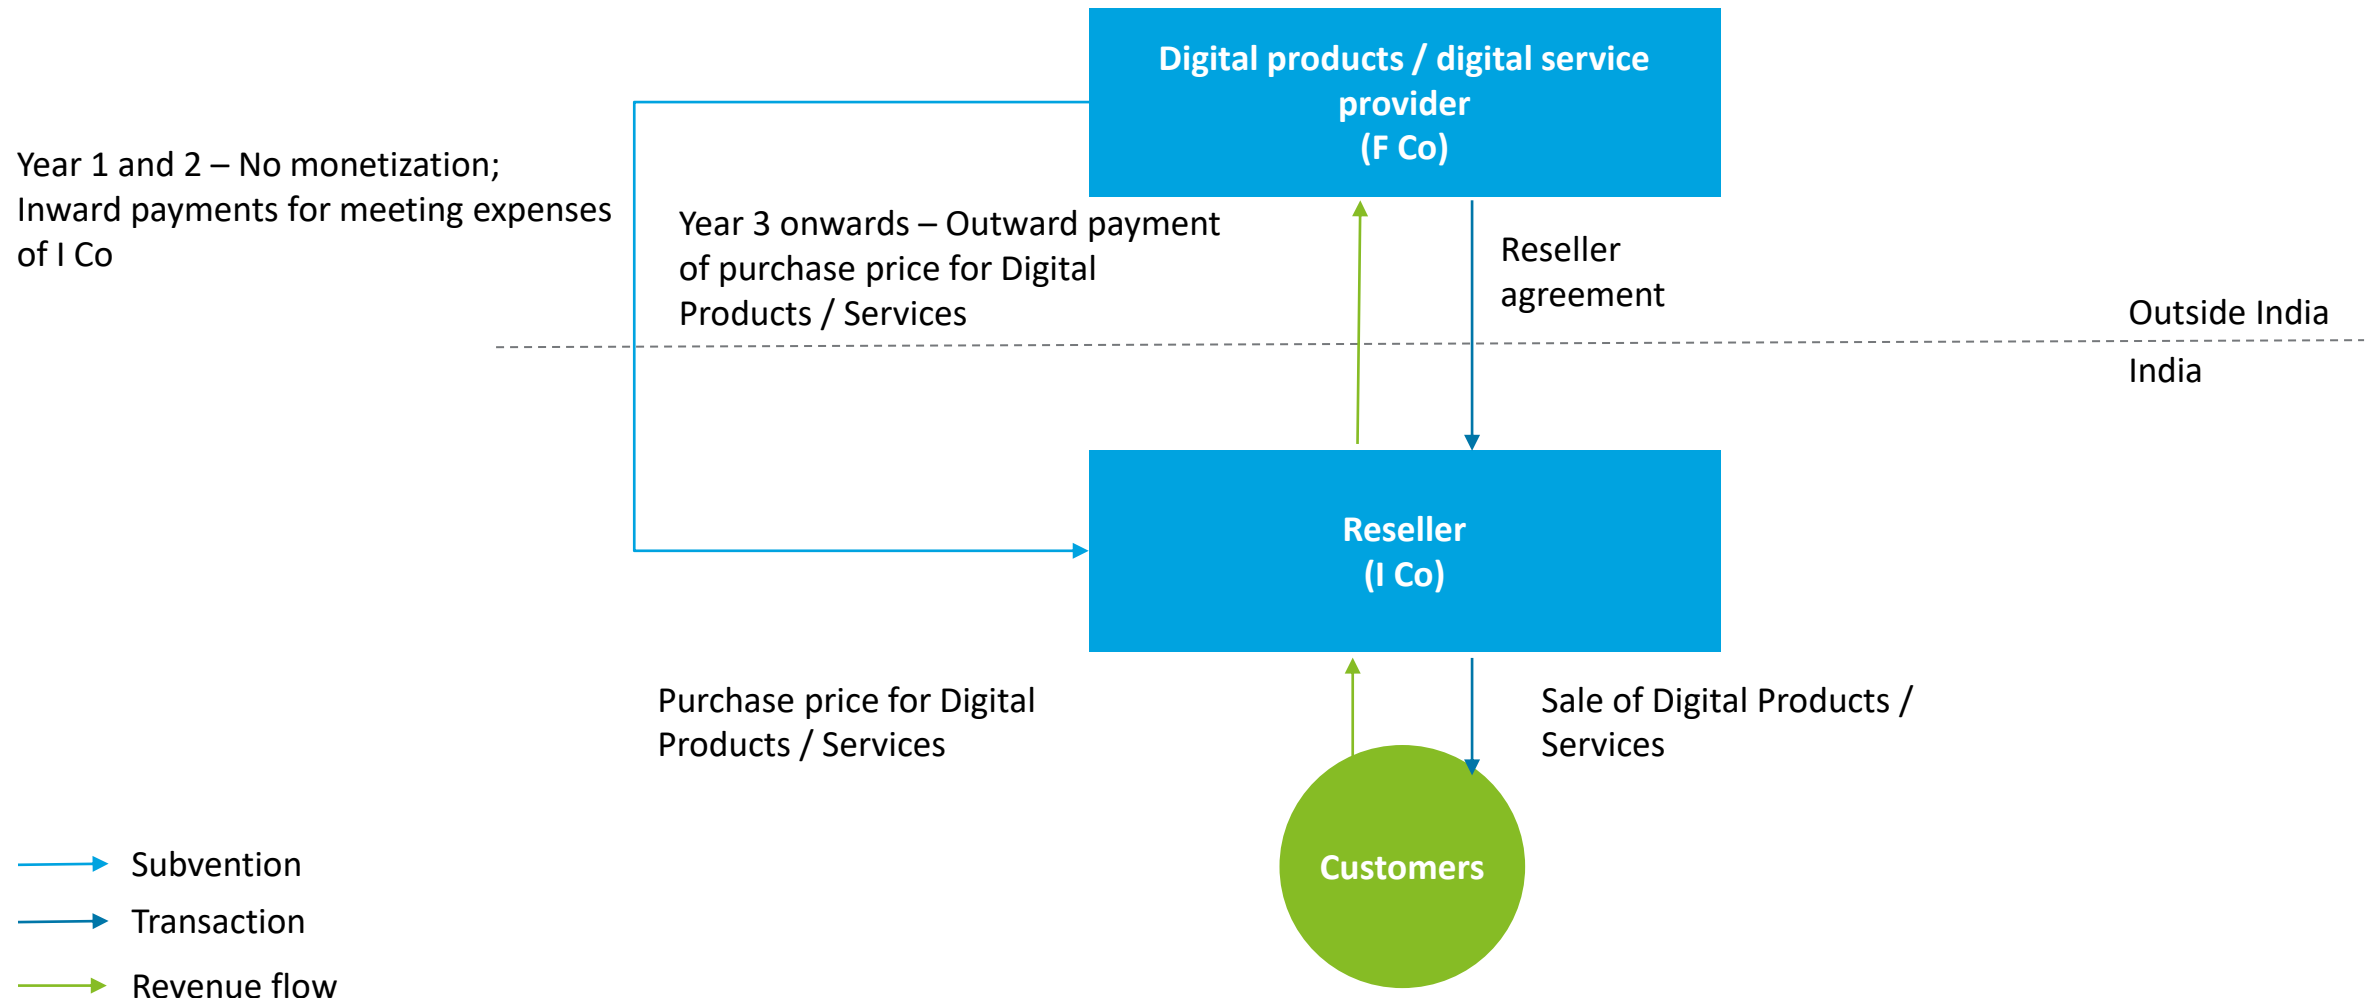 Digital products / digital service
provider
(F Co)
Year 1 and 2 – No monetization;
Inward payments for meeting expenses
of I Co
Year 3 onwards – Outward payment
of purchase price for Digital
Products / Services
Reseller
agreement
Outside India
India
Reseller
(I Co)
Purchase price for Digital
Products / Services
Sale of Digital Products /
Services
Customers
Subvention
Transaction
Revenue flow